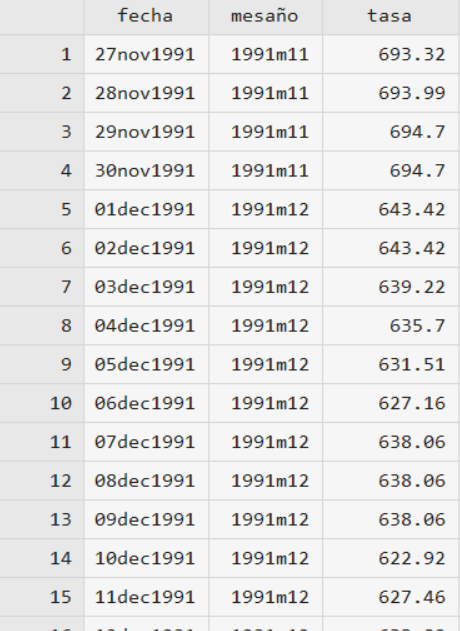 fecha mesaño tasa
1 27nov1991 1991m11 693.32
2 28nov1991 1991m11 693.99
3 29nov1991 1991m11 694.7
4 30nov1991 1991m11 694.7
5 01dec1991 1991m12 643.42
6 02dec1991 1991m12 643.42
7 03dec1991 1991m12 639.22
8 04dec1991 1991m12 635.7
9 05dec1991 1991m12 631.51
10 06dec1991 1991m12 627.16
11 07dec1991 1991m12 638.06
12 08dec1991 1991m12 638.06
13 09dec1991 1991m12 638.06
14 10dec1991 1991m12 622.92
15 11dec1991 1991m12 627.46